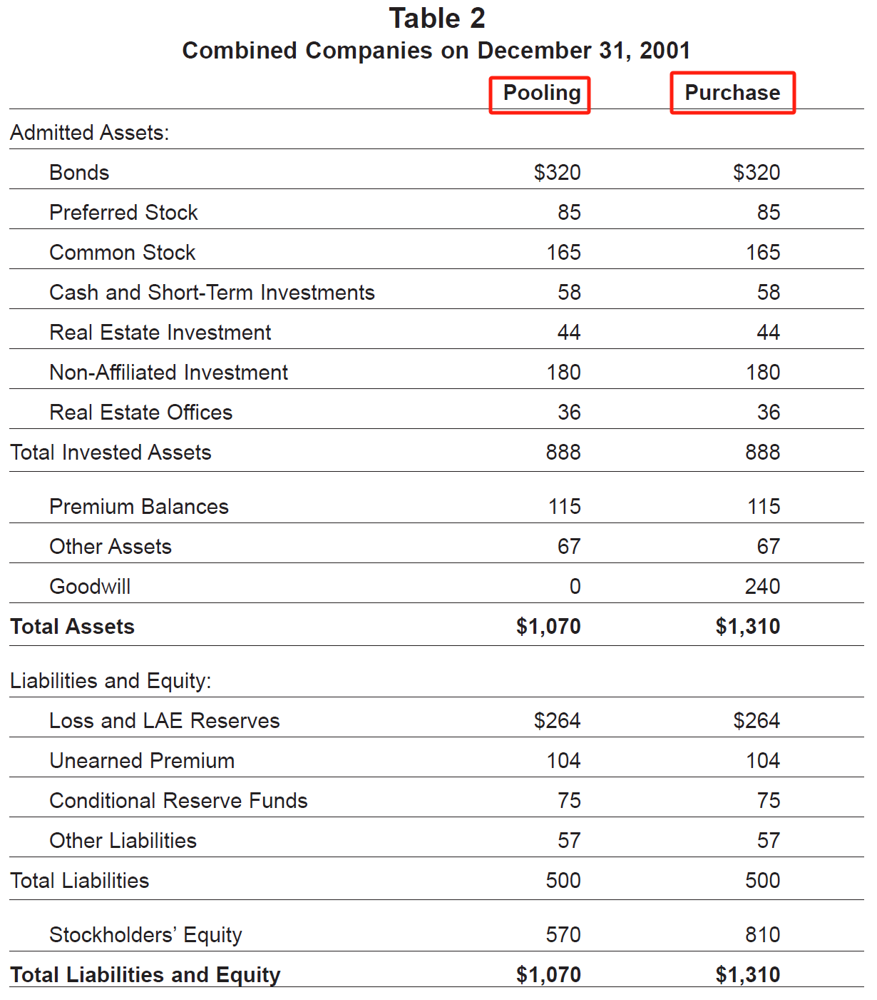 Table 2
Combined Companies on December 31, 2001
Pooling Purchase
Admitted Assets:
Bonds $320 $320
Preferred Stock 85 85
Common Stock 165 165
Cash and Short-Term Investments 58 58
Real Estate Investment 44 44
Non-Affiliated Investment 180 180
Real Estate Offices 36 36
Total Invested Assets 888 888
Premium Balances 115 115
Other Assets 67 67
Goodwill 0 240
Total Assets $1,070 $1,310
Liabilities and Equity:
Loss and LAE Reserves $264 $264
Unearned Premium 104 104
Conditional Reserve Funds 75 75
Other Liabilities 57 57
Total Liabilities 500 500
Stockholders’ Equity 570 810
Total Liabilities and Equity $1,070 $1,310